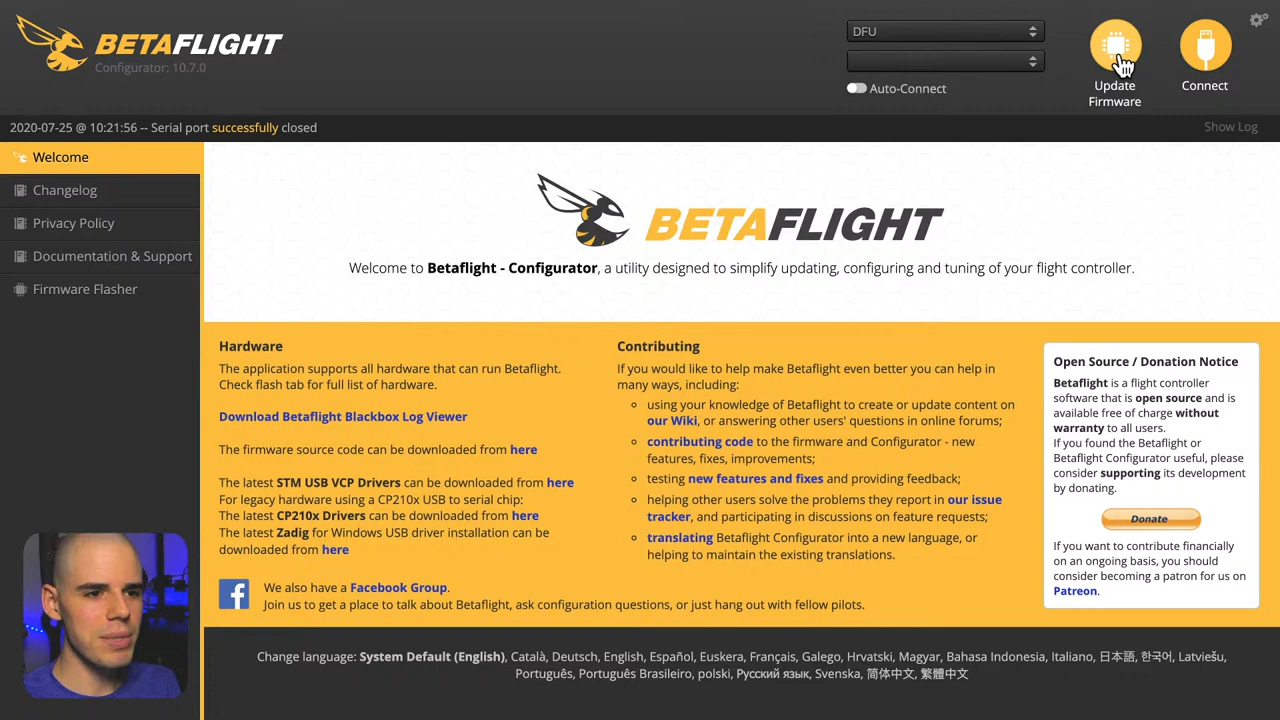 BETAFLIGHT
Configurator: 10.7.0
DFU
Auto-Connect
Update
Firmware
Connect
2020-07-25 @ 10:21:56 -- Serial port successfully closed
Show Log
Welcome
Changelog
Privacy Policy
Documentation & Support
Firmware Flasher
BETAFLIGHT
Welcome to Betaflight - Configurator, a utility designed to simplify updating, configuring and tuning of your flight controller.
Hardware
The application supports all hardware that can run Betaflight.
Check flash tab for full list of hardware.
Download Betaflight Blackbox Log Viewer
The firmware source code can be downloaded from here
The latest STM USB VCP Drivers can be downloaded from here
For legacy hardware using a CP210x USB to serial chip:
The latest CP210x Drivers can be downloaded from here
The latest Zadig for Windows USB driver installation can be
downloaded from here
Contributing
If you would like to help make Betaflight even better you can help in
many ways, including:
using your knowledge of Betaflight to create or update content on
our Wiki, or answering other users' questions in online forums;
contributing code to the firmware and Configurator - new
features, fixes, improvements;
testing new features and fixes and providing feedback;
helping other users solve the problems they report in our issue
tracker, and participating in discussions on feature requests;
translating Betaflight Configurator into a new language, or
helping to maintain the existing translations.
We also have a Facebook Group.
Join us to get a place to talk about Betaflight, ask configuration questions, or just hang out with fellow pilots.
Open Source / Donation Notice
Betaflight is a flight controller
software that is open source and is
available free of charge without
warranty to all users.
If you found the Betaflight or
Betaflight Configurator useful, please
consider supporting its development
by donating.
Donate
If you want to contribute financially
on an ongoing basis, you should
consider becoming a patron for us on
Patreon.
Change language: System Default (English), Català, Deutsch, English, Español, Euskera, Français, Galego, Hrvatski, Magyar, Bahasa Indonesia, Italiano, 日本語, 한국어, Latviešu,
Português, Português Brasileiro, polski, Русский язык, Svenska, 简体中文, 繁體中文